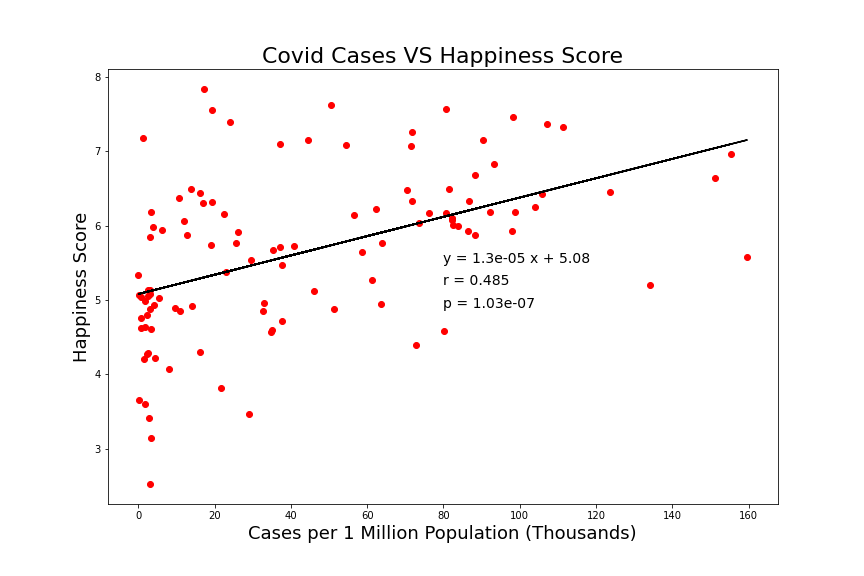 Covid Cases VS Happiness Score
8
7
6
5
4
3
Happiness Score
y = 1.3e-05 x + 5.08
r = 0.485
p = 1.03e-07
0 20 40 60 80 100 120 140 160
Cases per 1 Million Population (Thousands)